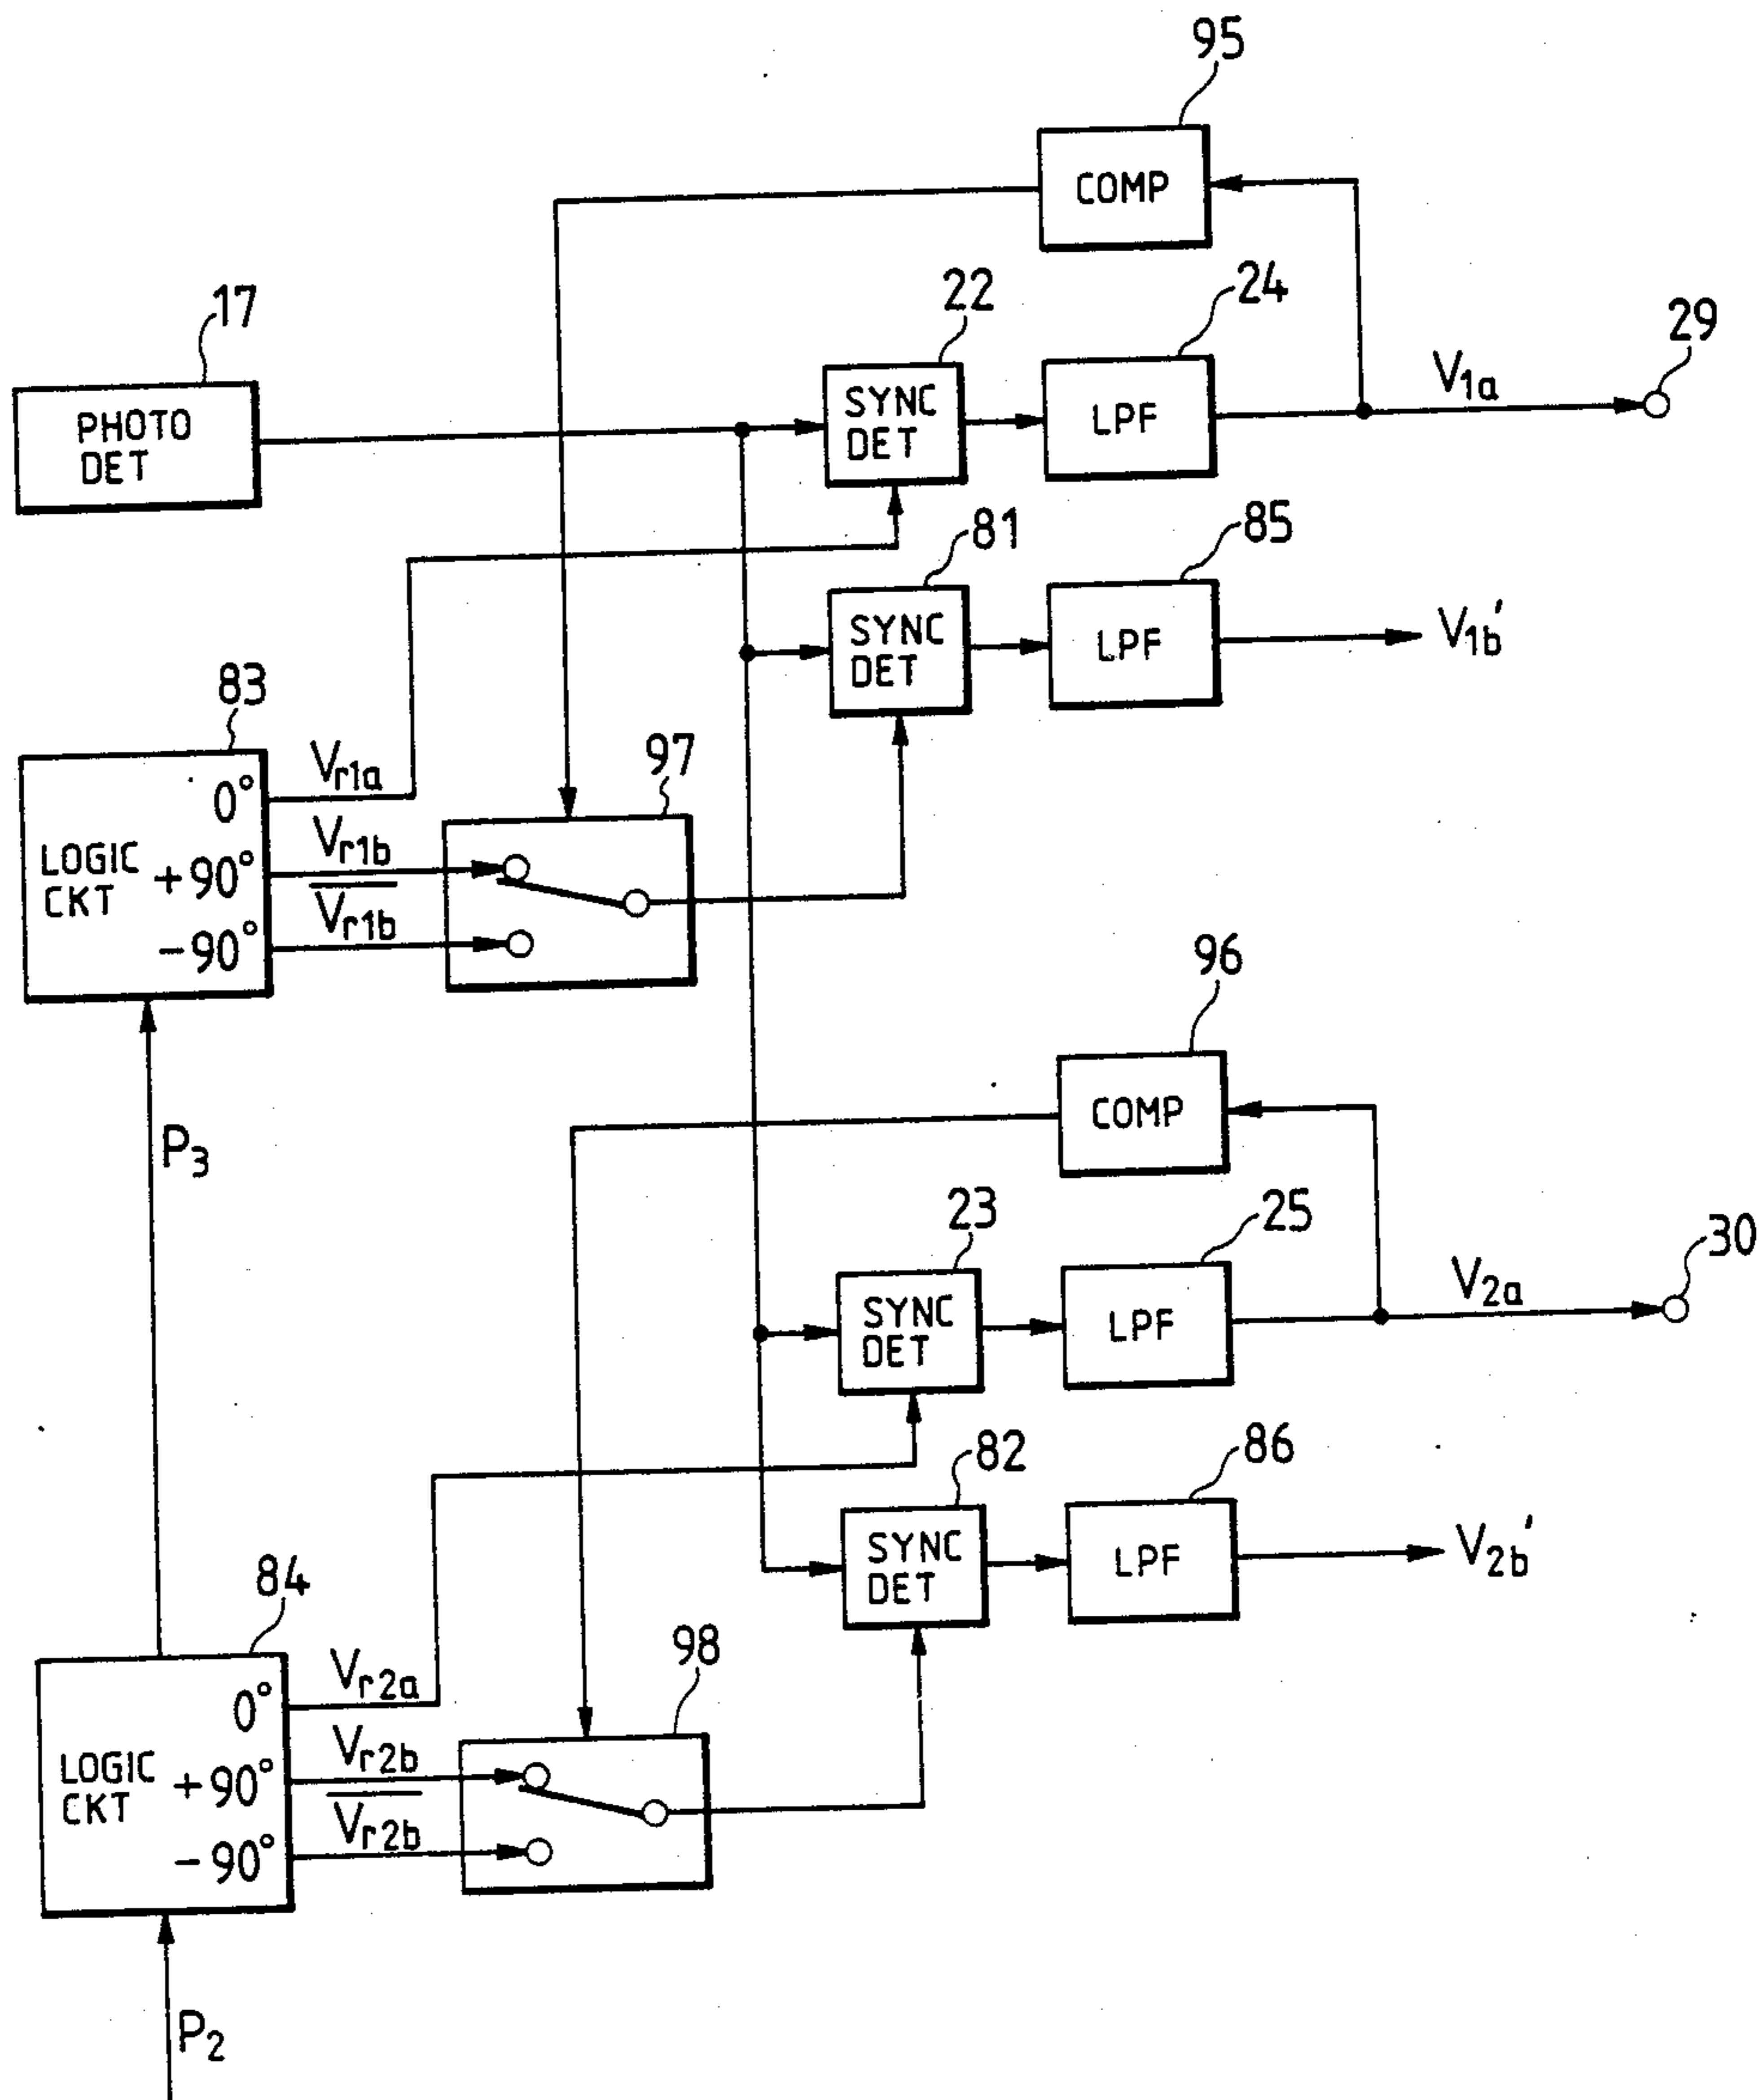 95
COMP
22
24
29
17
PHOTO
DET
SYNC
DET
LPF
V1a
81
85
SYNC
DET
LPF
V1b'
83
Vr1a
0°
97
LOGIC
CKT
+90°
Vr1b
V̅r̅1̅b̅
-90°
96
COMP
P3
23
25
30
SYNC
DET
LPF
V2a
82
86
SYNC
DET
LPF
V2b'
84
Vr2a
0°
98
LOGIC
CKT
+90°
Vr2b
V̅r̅2̅b̅
-90°
P2